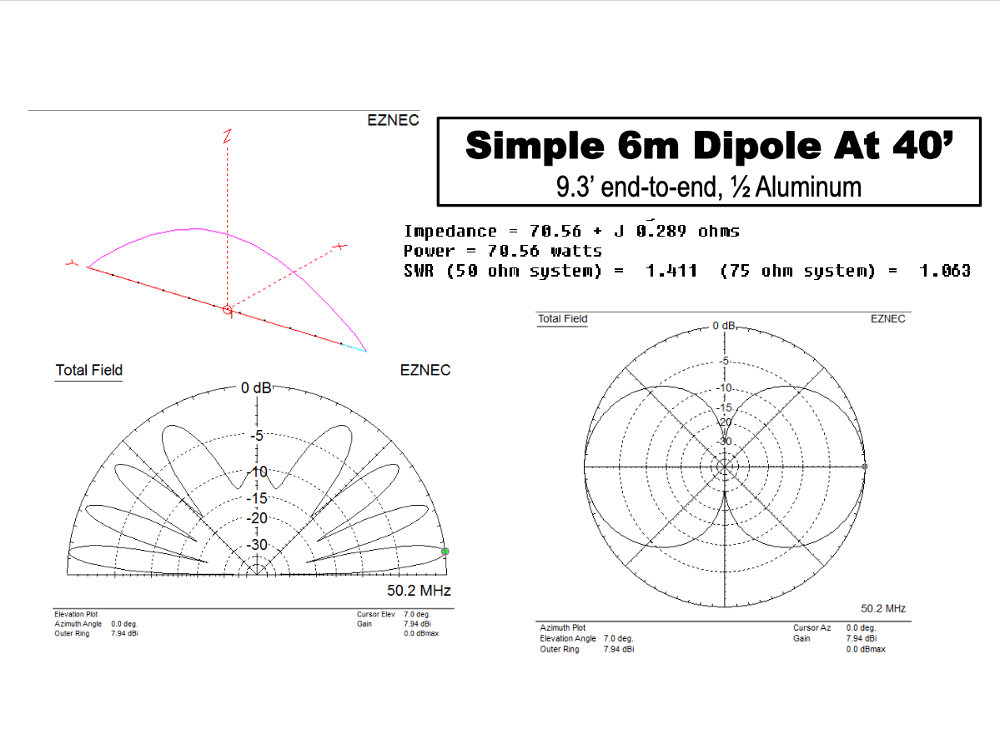 EZNEC
Simple 6m Dipole At 40’
9.3’ end-to-end, ½ Aluminum
Z
Y
X
Impedance = 70.56 + J 0.289 ohms
Power = 70.56 watts
SWR (50 ohm system) = 1.411 (75 ohm system) = 1.063
Total Field
EZNEC
0 dB
-5
-10
-15
-20
-30
50.2 MHz
Elevation Plot
Azimuth Angle 0.0 deg.
Outer Ring 7.94 dBi
Cursor Elev 7.0 deg.
Gain 7.94 dBi
0.0 dBmax
Total Field
EZNEC
0 dB
-5
-10
-15
-20
-30
50.2 MHz
Azimuth Plot
Elevation Angle 7.0 deg.
Outer Ring 7.94 dBi
Cursor Az 0.0 deg.
Gain 7.94 dBi
0.0 dBmax